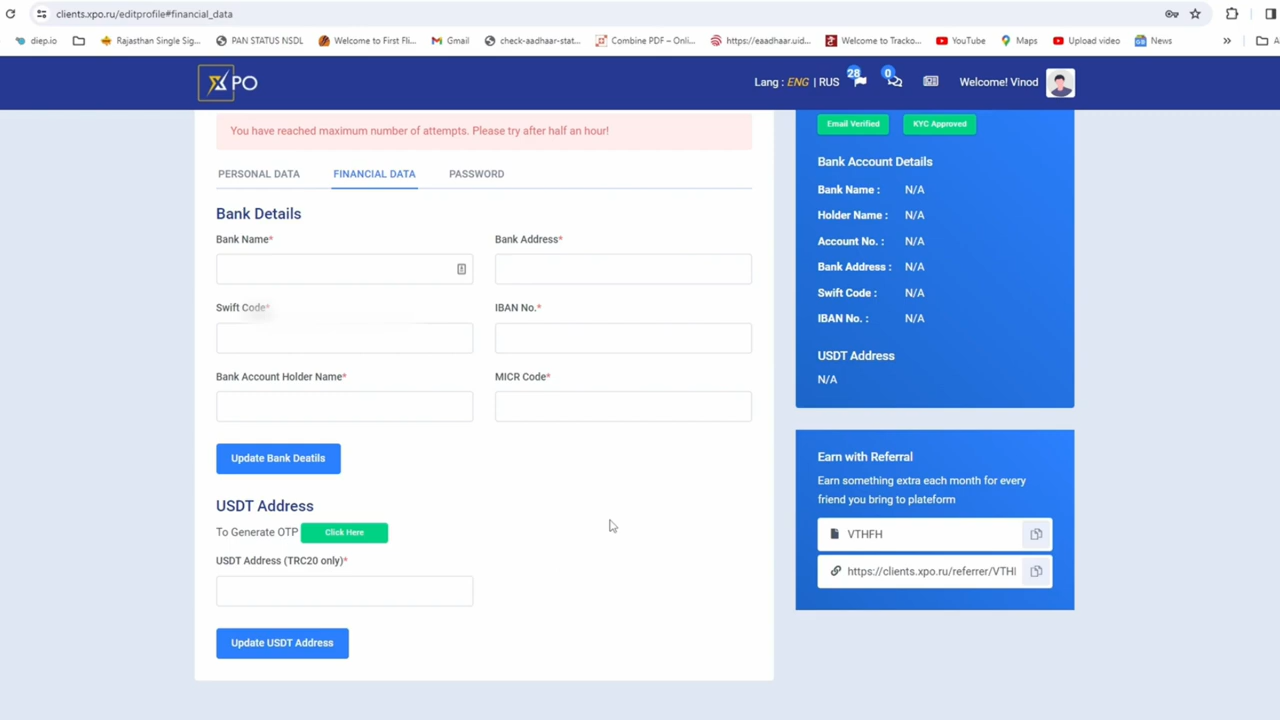 clients.xpo.ru/editprofile#financial_data
diep.io
Rajasthan Single Sig...
PAN STATUS NSDL
Welcome to First Fli...
Gmail
check-aadhaar-stat...
Combine PDF – Onli...
https://eaadhaar.uid...
Welcome to Tracko...
YouTube
Maps
Upload video
News
»
XPO
Lang : ENG | RUS
28
0
Welcome! Vinod
You have reached maximum number of attempts. Please try after half an hour!
PERSONAL DATA
FINANCIAL DATA
PASSWORD
Bank Details
Bank Name*
Bank Address*
Swift Code*
IBAN No.*
Bank Account Holder Name*
MICR Code*
Update Bank Deatils
USDT Address
To Generate OTP Click Here
USDT Address (TRC20 only)*
Update USDT Address
Email Verified
KYC Approved
Bank Account Details
Bank Name : N/A
Holder Name : N/A
Account No. : N/A
Bank Address : N/A
Swift Code : N/A
IBAN No. : N/A
USDT Address
N/A
Earn with Referral
Earn something extra each month for every
friend you bring to plateform
VTHFH
https://clients.xpo.ru/referrer/VTHI